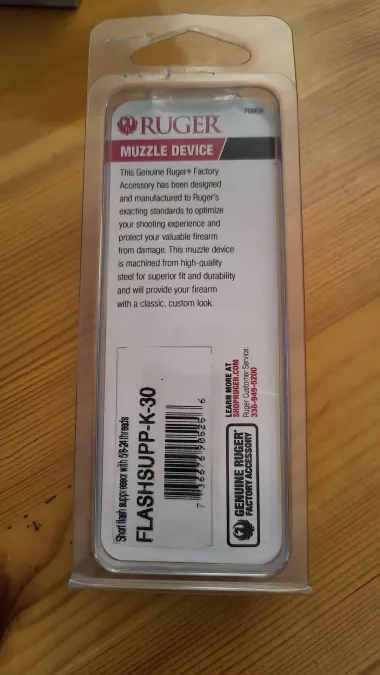 RUGER
MUZZLE DEVICE
This Genuine Ruger® Factory
Accessory has been designed
and manufactured to Ruger's
exacting standards to optimize
your shooting experience and
protect your valuable firearm
from damage. This muzzle device
is machined from high-quality
steel for superior fit and durability
and will provide your firearm
with a classic, custom look.
Short flash suppressor with 5/8-24 threads
FLASHSUPP-K-30
LEARN MORE AT
SHOPRUGER.COM
Ruger Customer Service:
336-949-5200
GENUINE RUGER®
FACTORY ACCESSORY